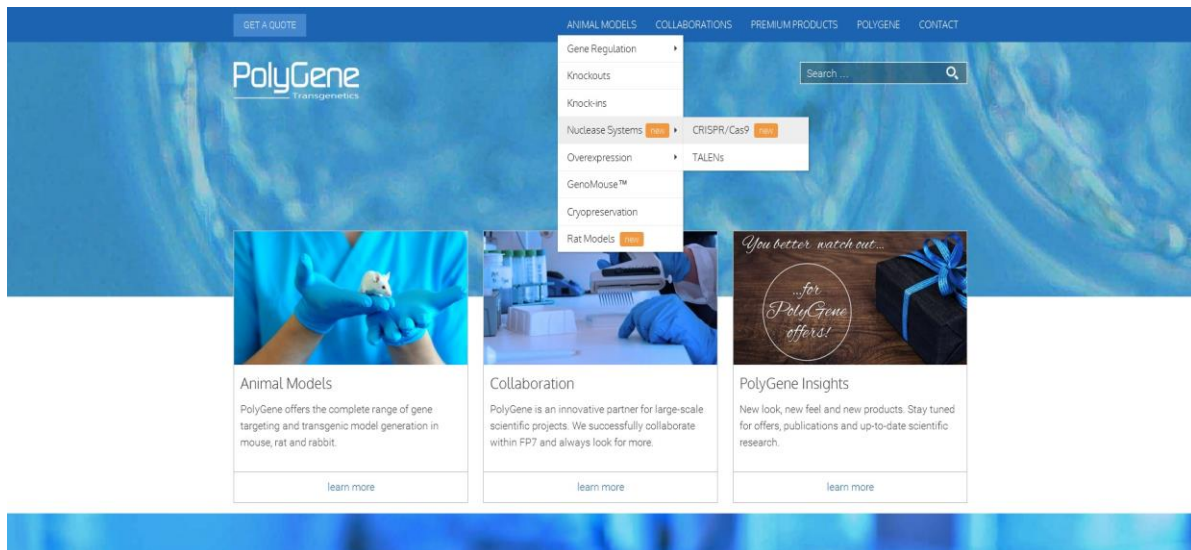 GET A QUOTE
ANIMAL MODELS COLLABORATIONS PREMIUM PRODUCTS POLYGENE CONTACT
PolyGene
Transgenetics
Search ...
Gene Regulation
Knockouts
Knock-ins
Nuclease Systems new
CRISPR/Cas9 new
TALENs
Overexpression
GenoMouse™
Cryopreservation
Rat Models new
You better watch out...
...for
PolyGene
offers!
Animal Models
PolyGene offers the complete range of gene
targeting and transgenic model generation in
mouse, rat and rabbit.
learn more
Collaboration
PolyGene is an innovative partner for large-scale
scientific projects. We successfully collaborate
within FP7 and always look for more.
learn more
PolyGene Insights
New look, new feel and new products. Stay tuned
for offers, publications and up-to-date scientific
research.
learn more